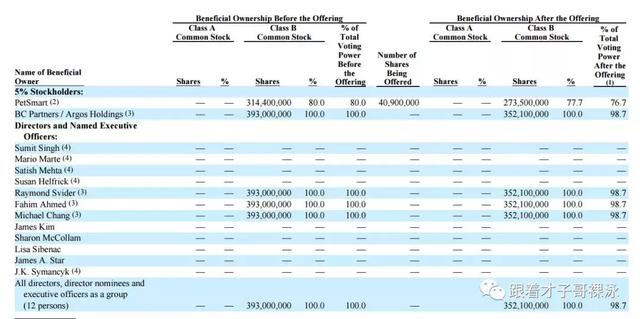 Beneficial Ownership Before the Offering Beneficial Ownership After the Offering
Class A Common Stock Class B Common Stock % of Total Voting Power Before the Offering Number of Shares Being Offered Class A Common Stock Class B Common Stock % of Total Voting Power After the Offering (1)
Name of Beneficial Owner Shares % Shares % Shares % Shares %
5% Stockholders:
PetSmart (2) — — 314,400,000 80.0 80.0 40,900,000 — — 273,500,000 77.7 76.7
BC Partners / Argos Holdings (3) — — 393,000,000 100.0 100.0 — — 352,100,000 100.0 98.7
Directors and Named Executive Officers:
Sumit Singh (4) — — — — — — — — — — —
Mario Marte (4) — — — — — — — — — — —
Satish Mehta (4) — — — — — — — — — — —
Susan Helfrick (4) — — — — — — — — — — —
Raymond Svider (3) — — 393,000,000 100.0 100.0 — — 352,100,000 100.0 98.7
Fahim Ahmed (3) — — 393,000,000 100.0 100.0 — — 352,100,000 100.0 98.7
Michael Chang (3) — — 393,000,000 100.0 100.0 — — 352,100,000 100.0 98.7
James Kim — — — — — — — — — — —
Sharon McCollam — — — — — — — — — — —
Lisa Sibenac — — — — — — — — — — —
James A. Star — — — — — — — — — — —
J.K. Symancyk (4) — — — — — — — — — — —
All directors, director nominees and
executive officers as a group
(12 persons) — — 393,000,000 100.0 100.0 — — 352,100,000 100.0 98.7
跟着才子哥裸泳